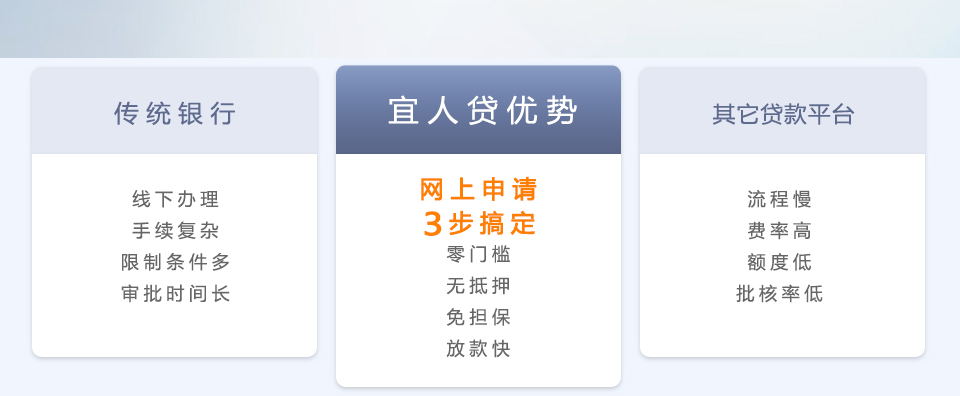 传统银行
线下办理
手续复杂
限制条件多
审批时间长
宜人贷优势
网上申请
3步搞定
零门槛
无抵押
免担保
放款快
其它贷款平台
流程慢
费率高
额度低
批核率低